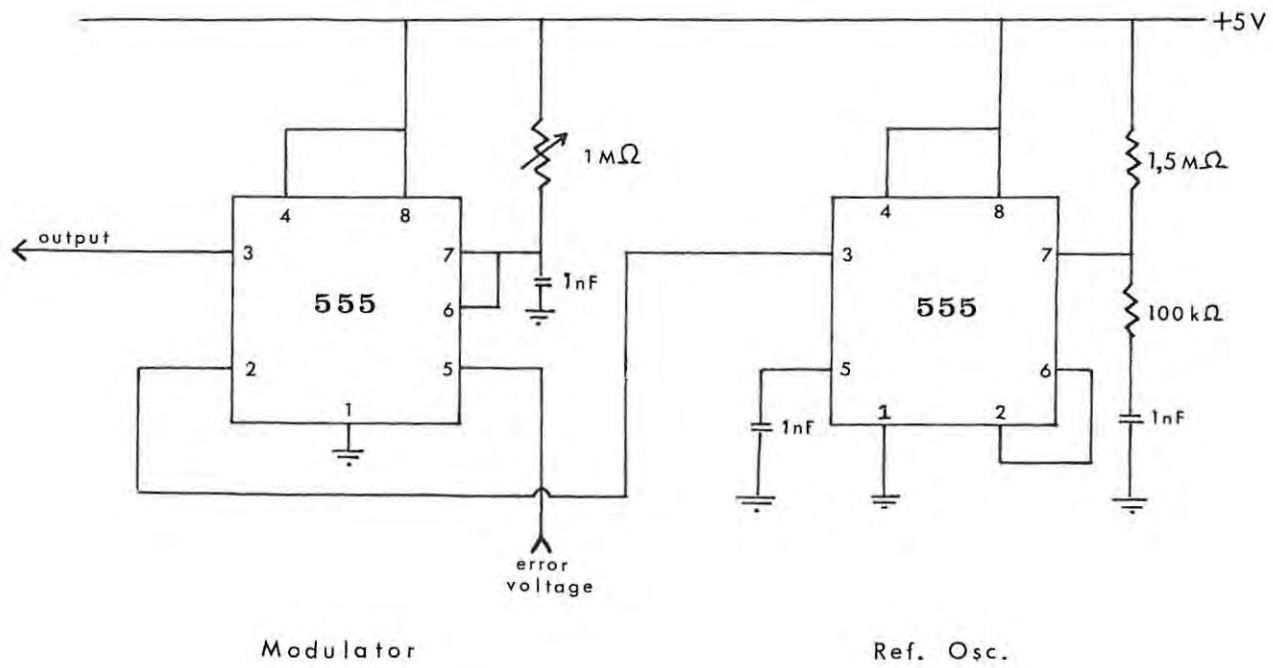 +5V
1 MΩ
1,5 MΩ
4
8
4
8
output
3
7
3
7
1nF
555
6
555
100 kΩ
2
5
5
6
1
1nF
1
2
1nF
error
voltage
Modulator
Ref. Osc.